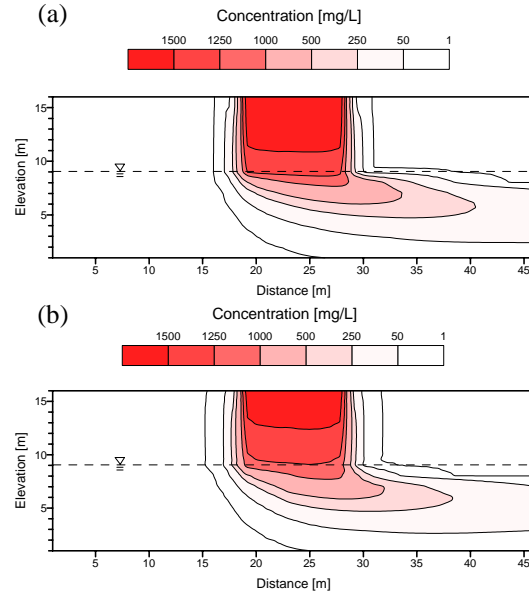 (a)
Concentration [mg/L]
1500 1250 1000 500 250 50 1
Elevation [m]
15
10
5
5 10 15 20 25 30 35 40 45
Distance [m]
(b)
Concentration [mg/L]
1500 1250 1000 500 250 50 1
Elevation [m]
15
10
5
5 10 15 20 25 30 35 40 45
Distance [m]